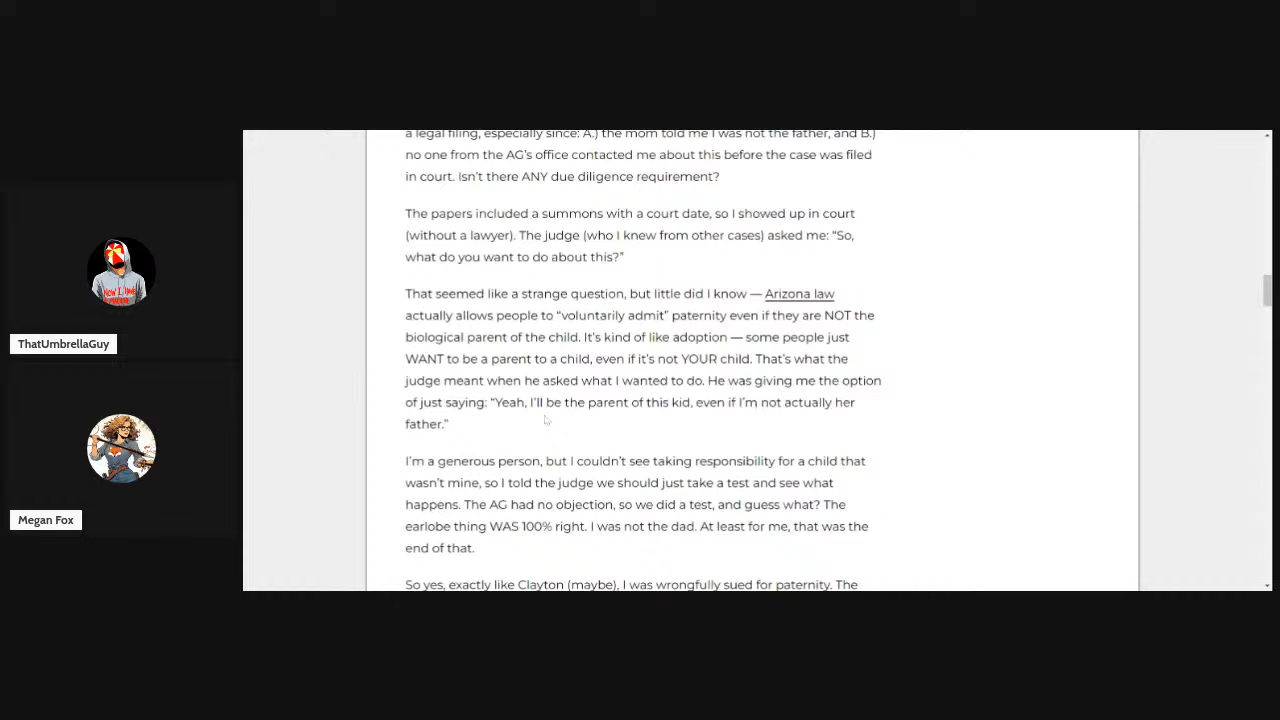 a legal filing, especially since: A.) the mom told me I was not the father, and B.)
no one from the AG's office contacted me about this before the case was filed
in court. Isn't there ANY due diligence requirement?
The papers included a summons with a court date, so I showed up in court
(without a lawyer). The judge (who I knew from other cases) asked me: “So,
what do you want to do about this?”
That seemed like a strange question, but little did I know — Arizona law
actually allows people to “voluntarily admit” paternity even if they are NOT the
biological parent of the child. It's kind of like adoption — some people just
WANT to be a parent to a child, even if it's not YOUR child. That's what the
judge meant when he asked what I wanted to do. He was giving me the option
of just saying: “Yeah, I'll be the parent of this kid, even if I'm not actually her
father.”
I'm a generous person, but I couldn't see taking responsibility for a child that
wasn't mine, so I told the judge we should just take a test and see what
happens. The AG had no objection, so we did a test, and guess what? The
earlobe thing WAS 100% right. I was not the dad. At least for me, that was the
end of that.
So yes, exactly like Clayton (maybe), I was wrongfully sued for paternity. The
NOW I HAVE
ThatUmbrellaGuy
Megan Fox